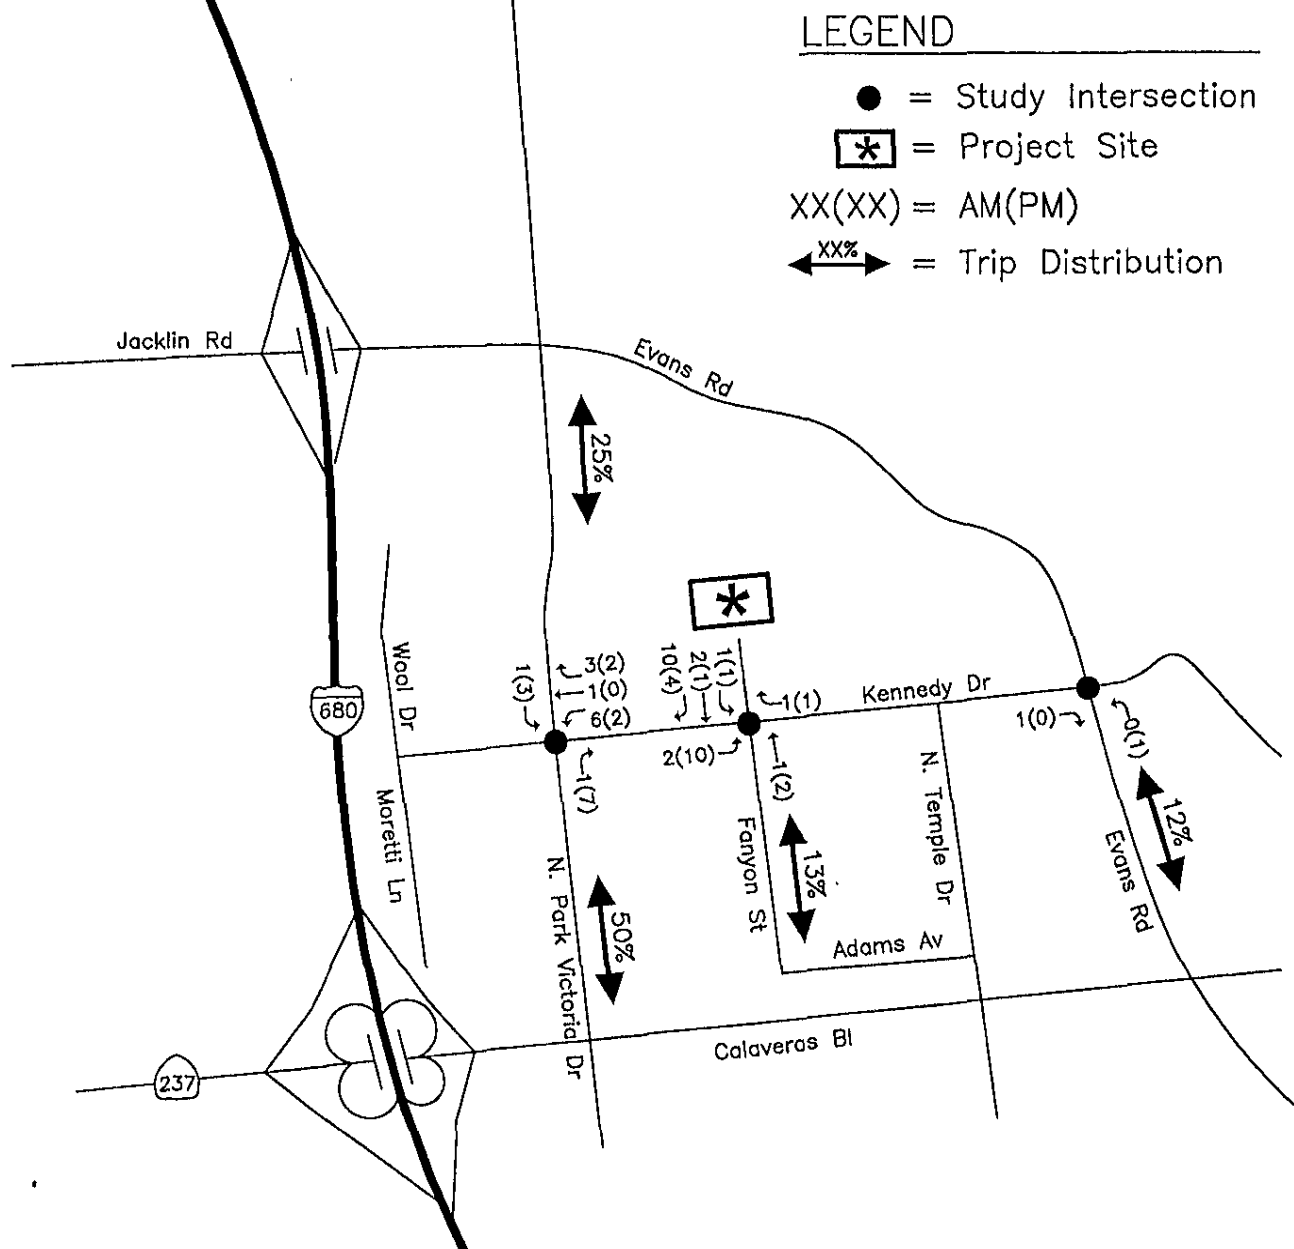 LEGEND
= Study Intersection
* = Project Site
XX(XX) = AM(PM)
XX% = Trip Distribution
Jacklin Rd
Evans Rd
25%
*
Wool Dr
680
1(3)
3(2)
1(0)
6(2)
10(4)
2(1)
1(1)
1(1)
Kennedy Dr
2(10)
1(2)
1(7)
1(0)
0(1)
12%
Moretti Ln
N. Park Victoria Dr
50%
Fanyon St
13%
N. Temple Dr
Evans Rd
Adams Av
Calaveras Bl
237